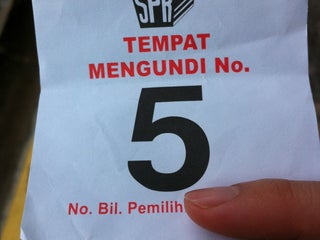 SPR
TEMPAT
MENGUNDI No.
5
No. Bil. Pemilih